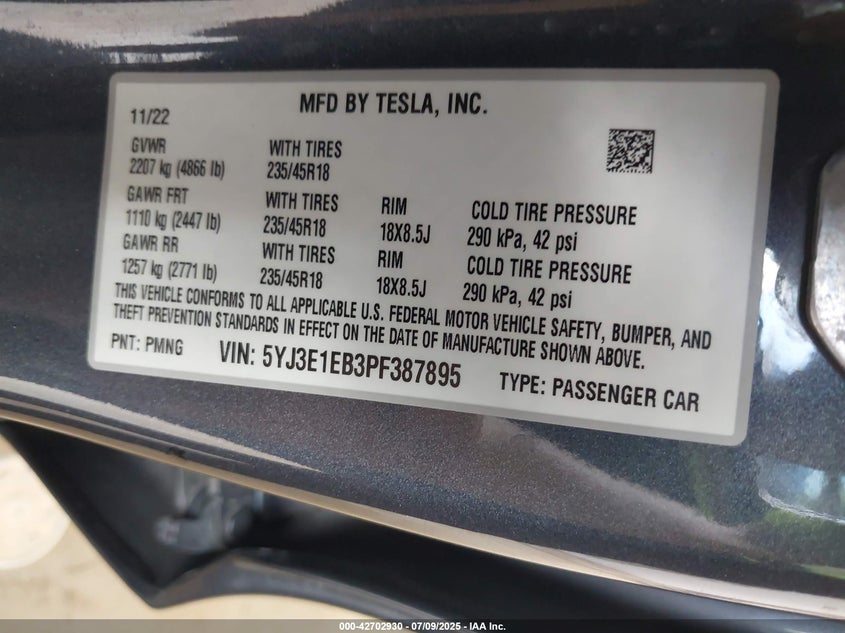 MFD BY TESLA, INC.
11/22
GVWR WITH TIRES
2207 kg (4866 lb) 235/45R18
GAWR FRT WITH TIRES RIM COLD TIRE PRESSURE
1110 kg (2447 lb) 235/45R18 18X8.5J 290 kPa, 42 psi
GAWR RR WITH TIRES RIM COLD TIRE PRESSURE
1257 kg (2771 lb) 235/45R18 18X8.5J 290 kPa, 42 psi
THIS VEHICLE CONFORMS TO ALL APPLICABLE U.S. FEDERAL MOTOR VEHICLE SAFETY, BUMPER, AND
THEFT PREVENTION STANDARDS IN EFFECT ON THE DATE OF MANUFACTURE SHOWN ABOVE.
PNT: PMNG VIN: 5YJ3E1EB3PF387895 TYPE: PASSENGER CAR
000-42702930 - 07/09/2025 - IAA Inc.